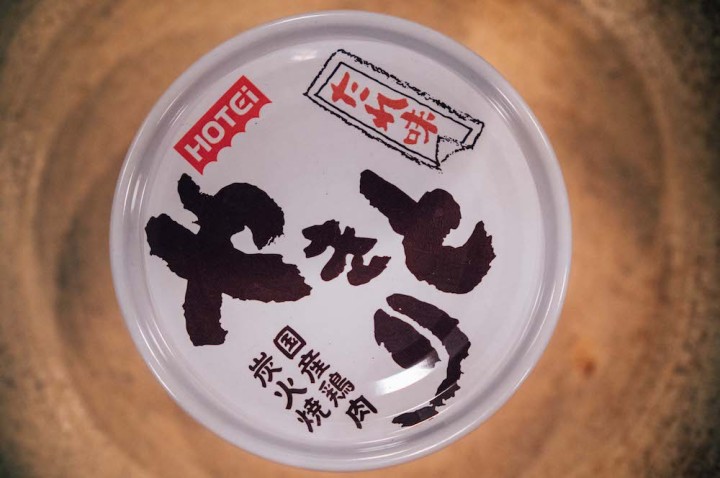 HOTEi
たれ味
やきとり
国産鶏肉
炭火焼